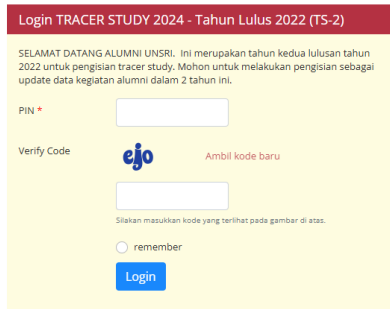 Login TRACER STUDY 2024 - Tahun Lulus 2022 (TS-2)
SELAMAT DATANG ALUMNI UNSRI. Ini merupakan tahun kedua lulusan tahun
2022 untuk pengisian tracer study. Mohon untuk melakukan pengisian sebagai
update data kegiatan alumni dalam 2 tahun ini.
PIN *
Verify Code
ejo
Ambil kode baru
Silakan masukkan kode yang terlihat pada gambar di atas.
remember
Login